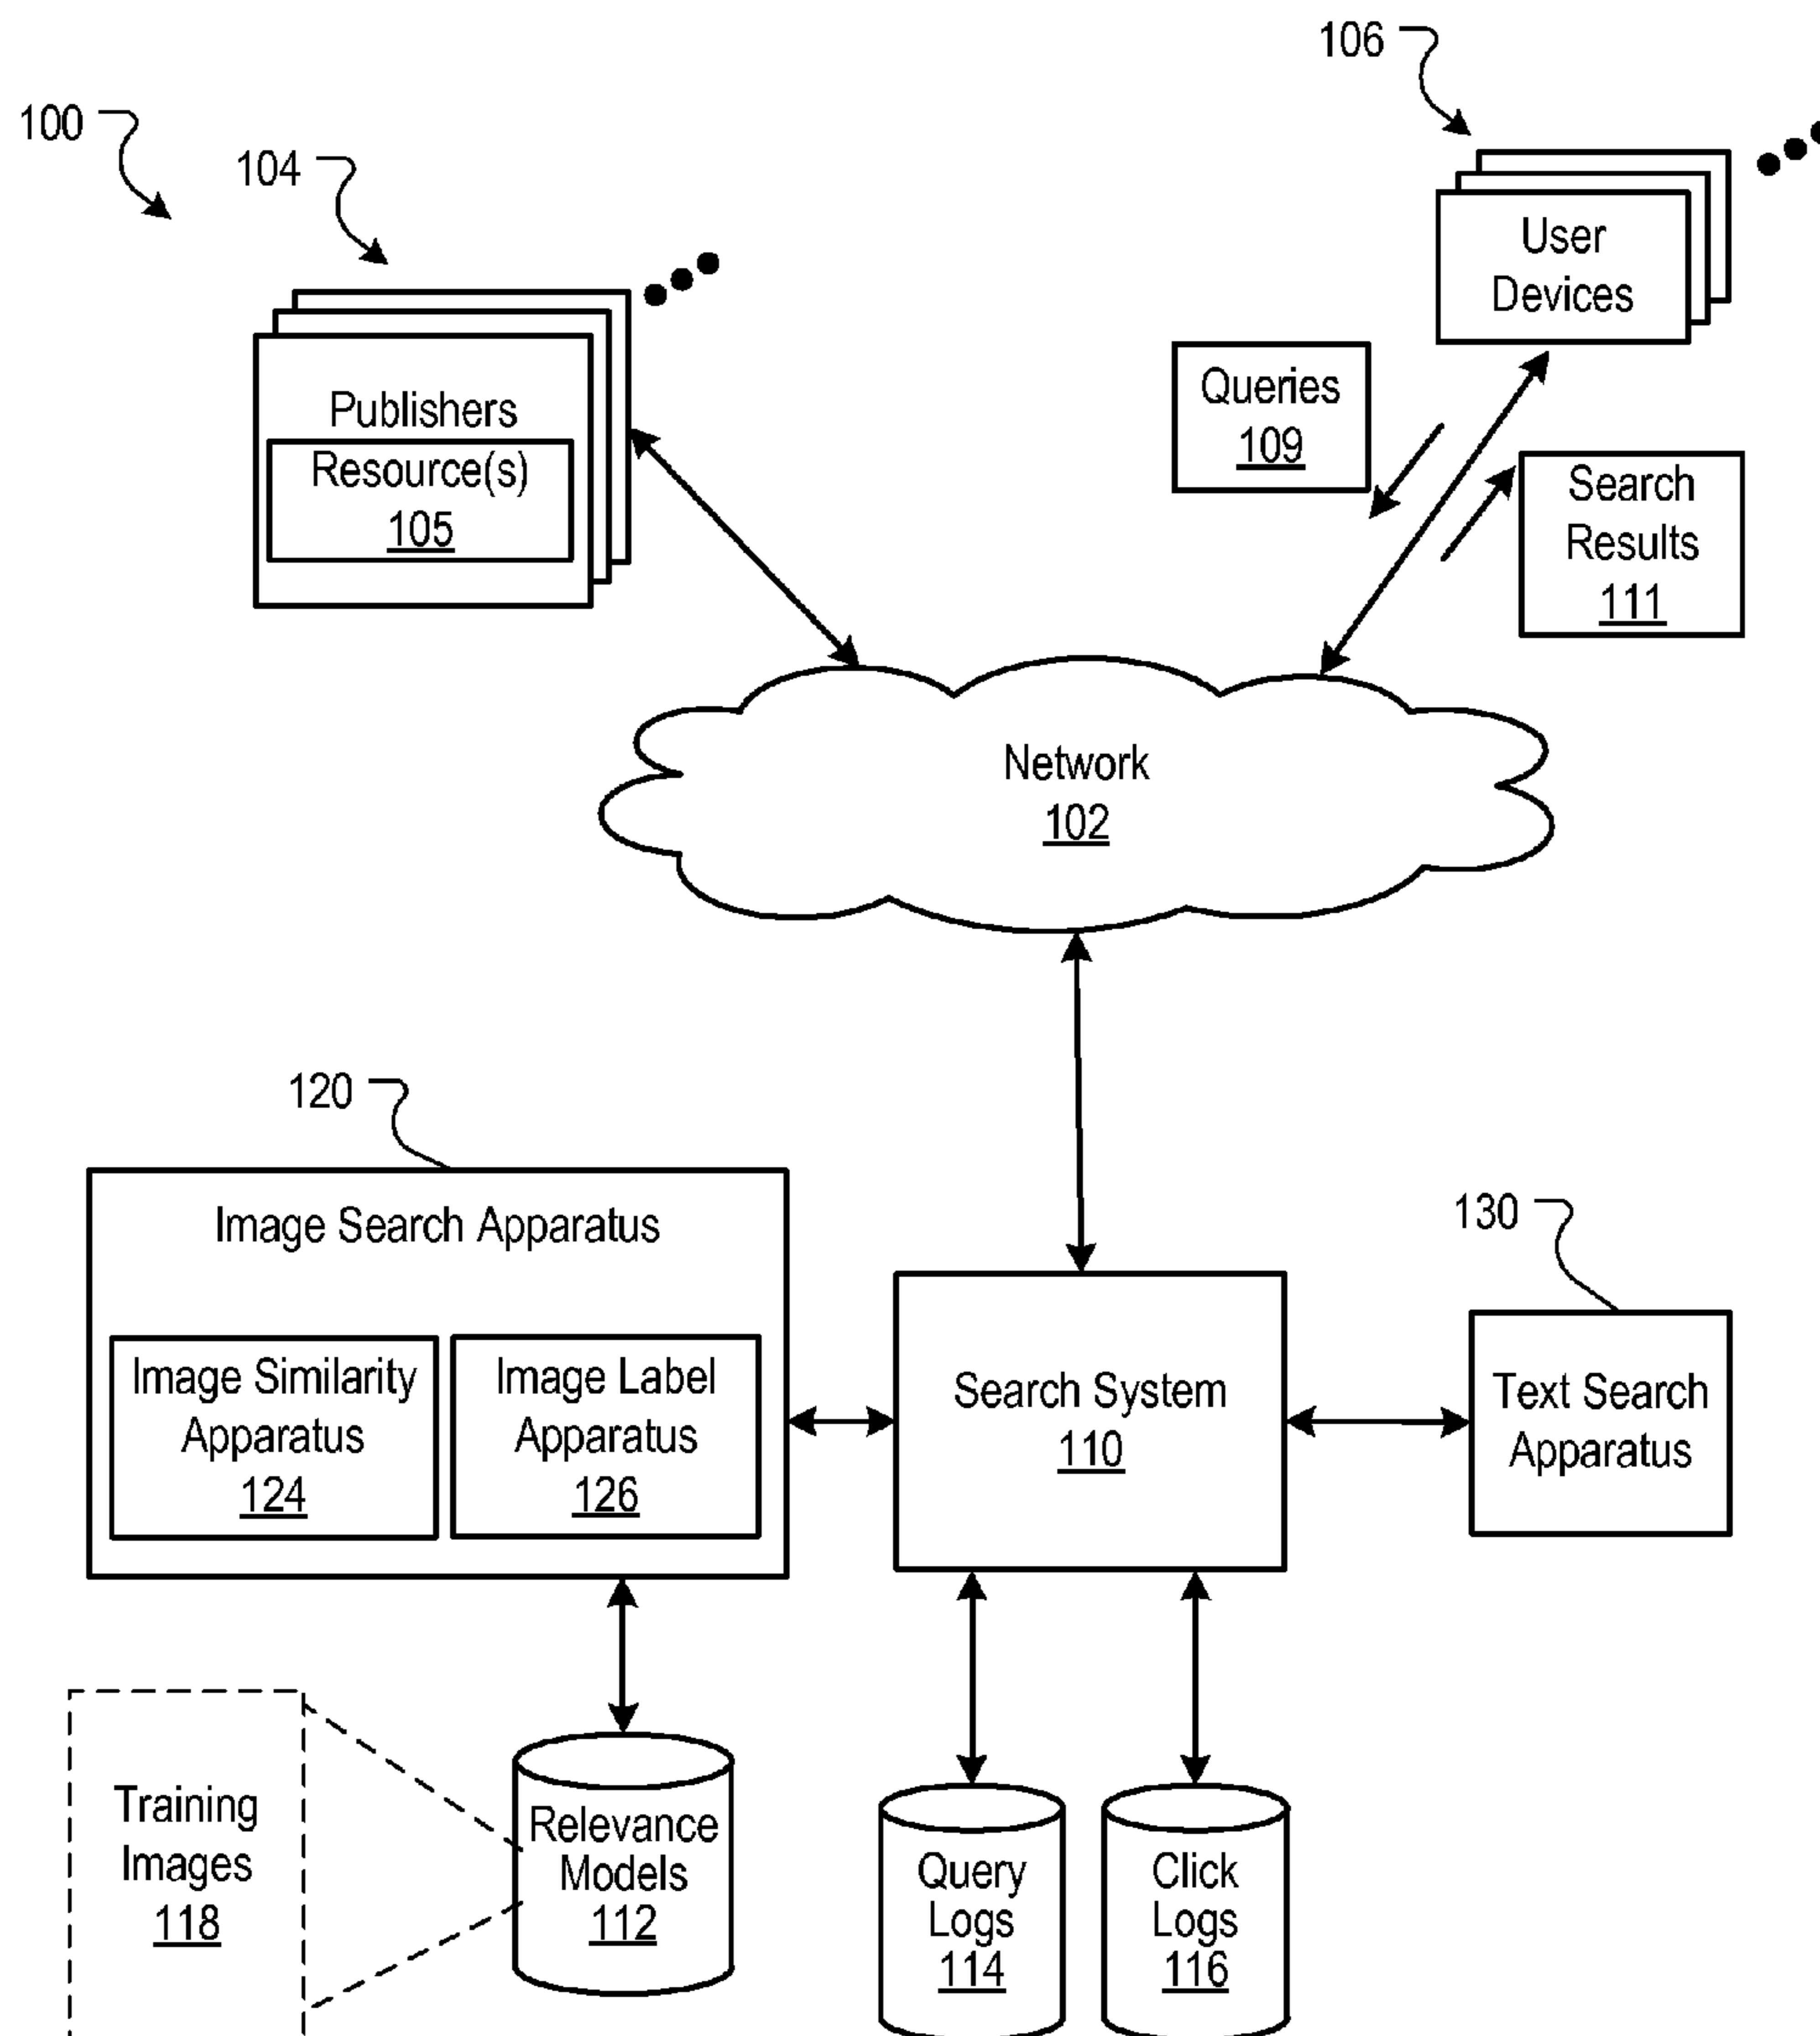 106
100
104
User
Devices
Publishers
Resource(s)
105
Queries
109
Search
Results
111
Network
102
120
Image Search Apparatus
Image Similarity
Apparatus
124
Image Label
Apparatus
126
Search System
110
130
Text Search
Apparatus
Training
Images
118
Relevance
Models
112
Query
Logs
114
Click
Logs
116